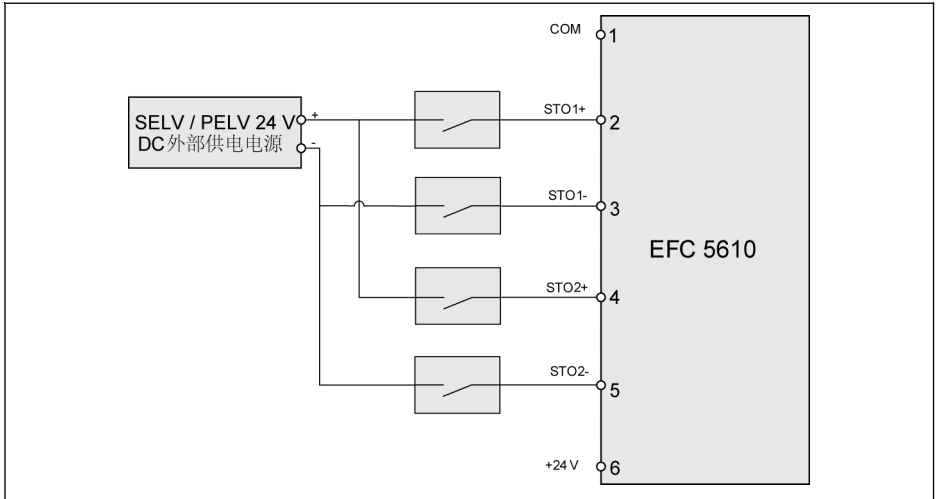 COM
1
STO1+
2
SELV / PELV 24 V
DC外部供电电源
+
-
STO1-
3
EFC 5610
STO2+
4
STO2-
5
+24 V
6